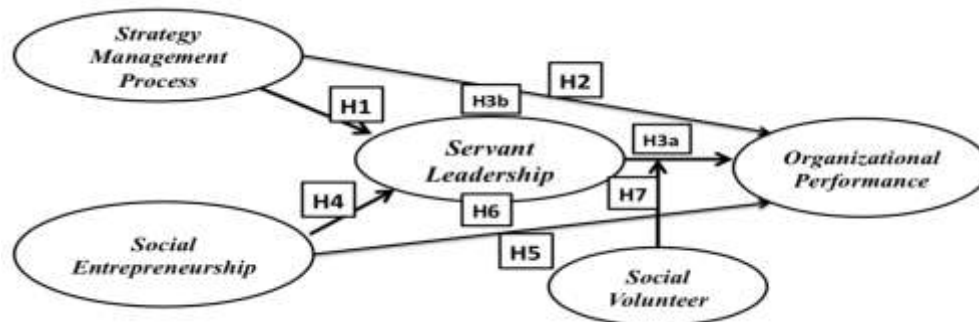 Strategy
Management
Process
H2
H1
H3b
H3a
Servant
Leadership
Organizational
Performance
H4
H6
H7
Social
Entrepreneurship
H5
Social
Volunteer